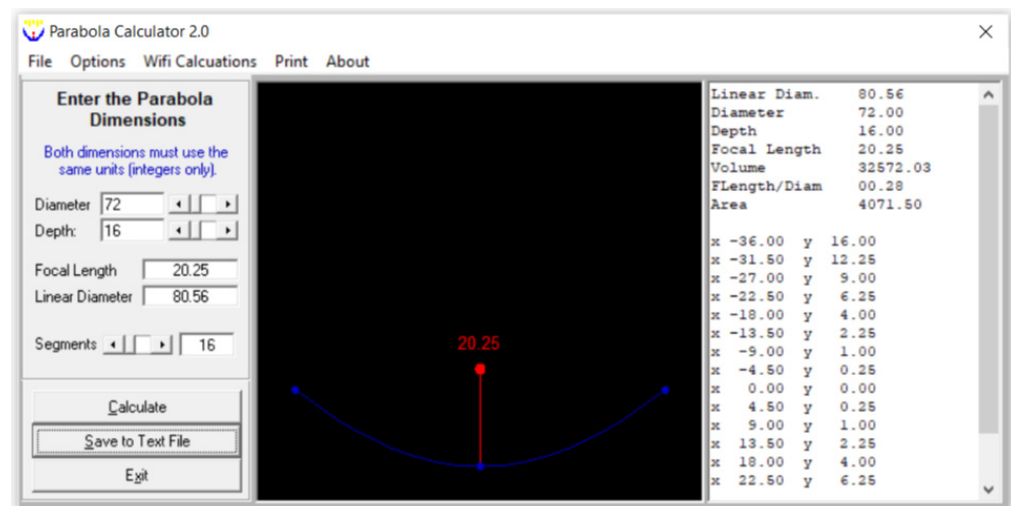 Parabola Calculator 2.0
File Options Wifi Calcuations Print About
Enter the Parabola
Dimensions
Both dimensions must use the
same units (integers only).
Diameter 72
Depth: 16
Focal Length 20.25
Linear Diameter 80.56
Segments 16
Calculate
Save to Text File
Exit
20.25
Linear Diam. 80.56
Diameter 72.00
Depth 16.00
Focal Length 20.25
Volume 32572.03
FLength/Diam 00.28
Area 4071.50
x -36.00 y 16.00
x -31.50 y 12.25
x -27.00 y 9.00
x -22.50 y 6.25
x -18.00 y 4.00
x -13.50 y 2.25
x -9.00 y 1.00
x -4.50 y 0.25
x 0.00 y 0.00
x 4.50 y 0.25
x 9.00 y 1.00
x 13.50 y 2.25
x 18.00 y 4.00
x 22.50 y 6.25